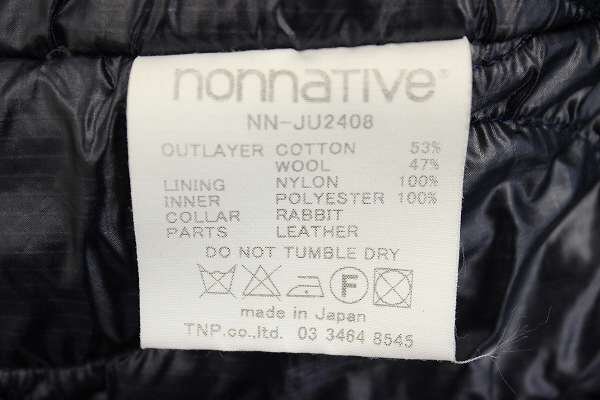 nonnative®
NN-JU2408
OUTLAYER COTTON 53%
WOOL 47%
LINING NYLON 100%
INNER POLYESTER 100%
COLLAR RABBIT
PARTS LEATHER
DO NOT TUMBLE DRY
F
made in Japan
TNP.co.,ltd. 03 3464 8545